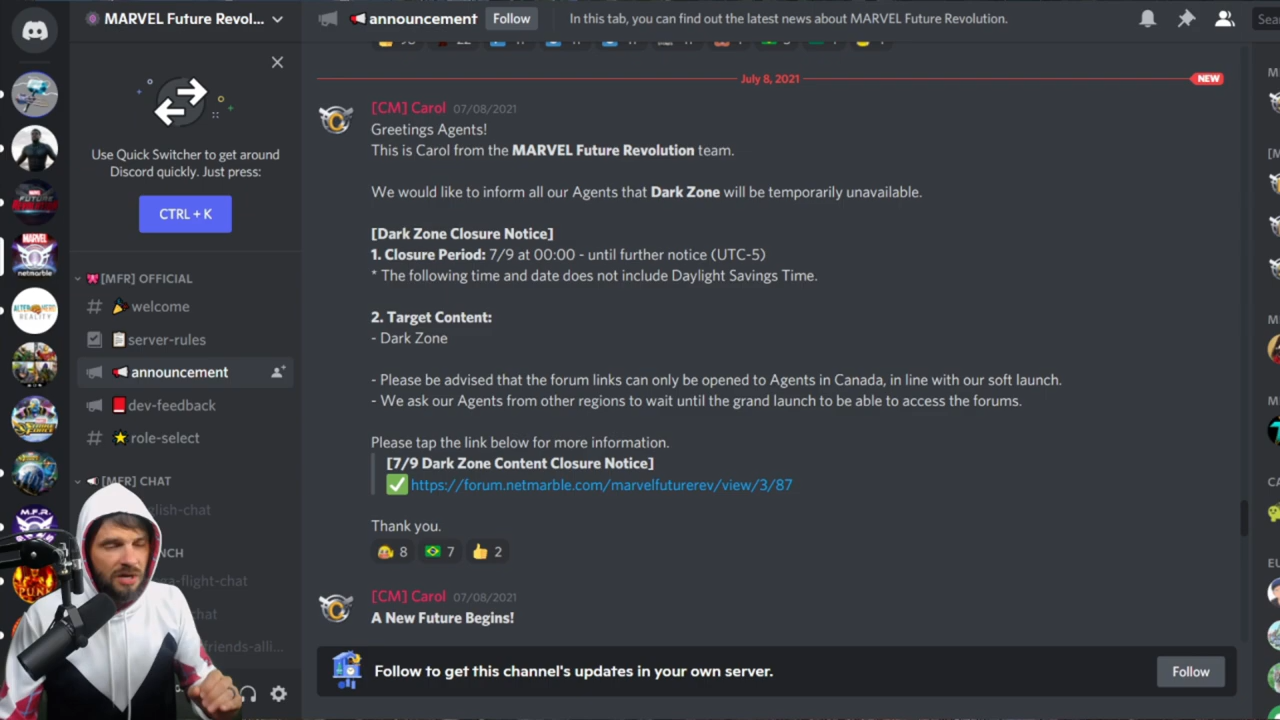 MARVEL Future Revol...
announcement
Follow
In this tab, you can find out the latest news about MARVEL Future Revolution.
Sea
Use Quick Switcher to get around
Discord quickly. Just press:
CTRL + K
[MFR] OFFICIAL
welcome
server-rules
announcement
dev-feedback
role-select
[MFR] CHAT
July 8, 2021
NEW
[CM] Carol 07/08/2021
Greetings Agents!
This is Carol from the MARVEL Future Revolution team.
We would like to inform all our Agents that Dark Zone will be temporarily unavailable.
[Dark Zone Closure Notice]
1. Closure Period: 7/9 at 00:00 - until further notice (UTC-5)
* The following time and date does not include Daylight Savings Time.
2. Target Content:
- Dark Zone
- Please be advised that the forum links can only be opened to Agents in Canada, in line with our soft launch.
- We ask our Agents from other regions to wait until the grand launch to be able to access the forums.
Please tap the link below for more information.
[7/9 Dark Zone Content Closure Notice]
https://forum.netmarble.com/marvelfuturerev/view/3/87
Thank you.
8 7 2
[CM] Carol 07/08/2021
A New Future Begins!
Follow to get this channel's updates in your own server.
Follow